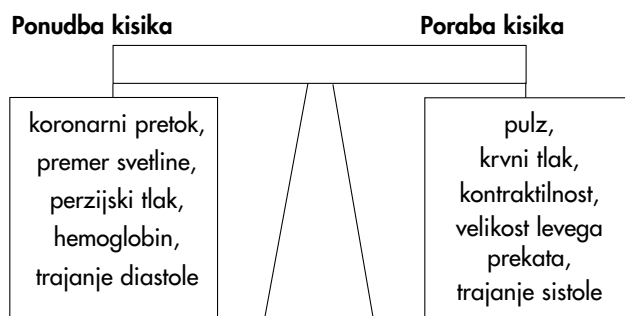 Ponudba kisika
Poraba kisika
koronarni pretok,
premer svetline,
perzijski tlak,
hemoglobin,
trajanje diastole
pulz,
krvni tlak,
kontraktilnost,
velikost levega
prekata,
trajanje sistole